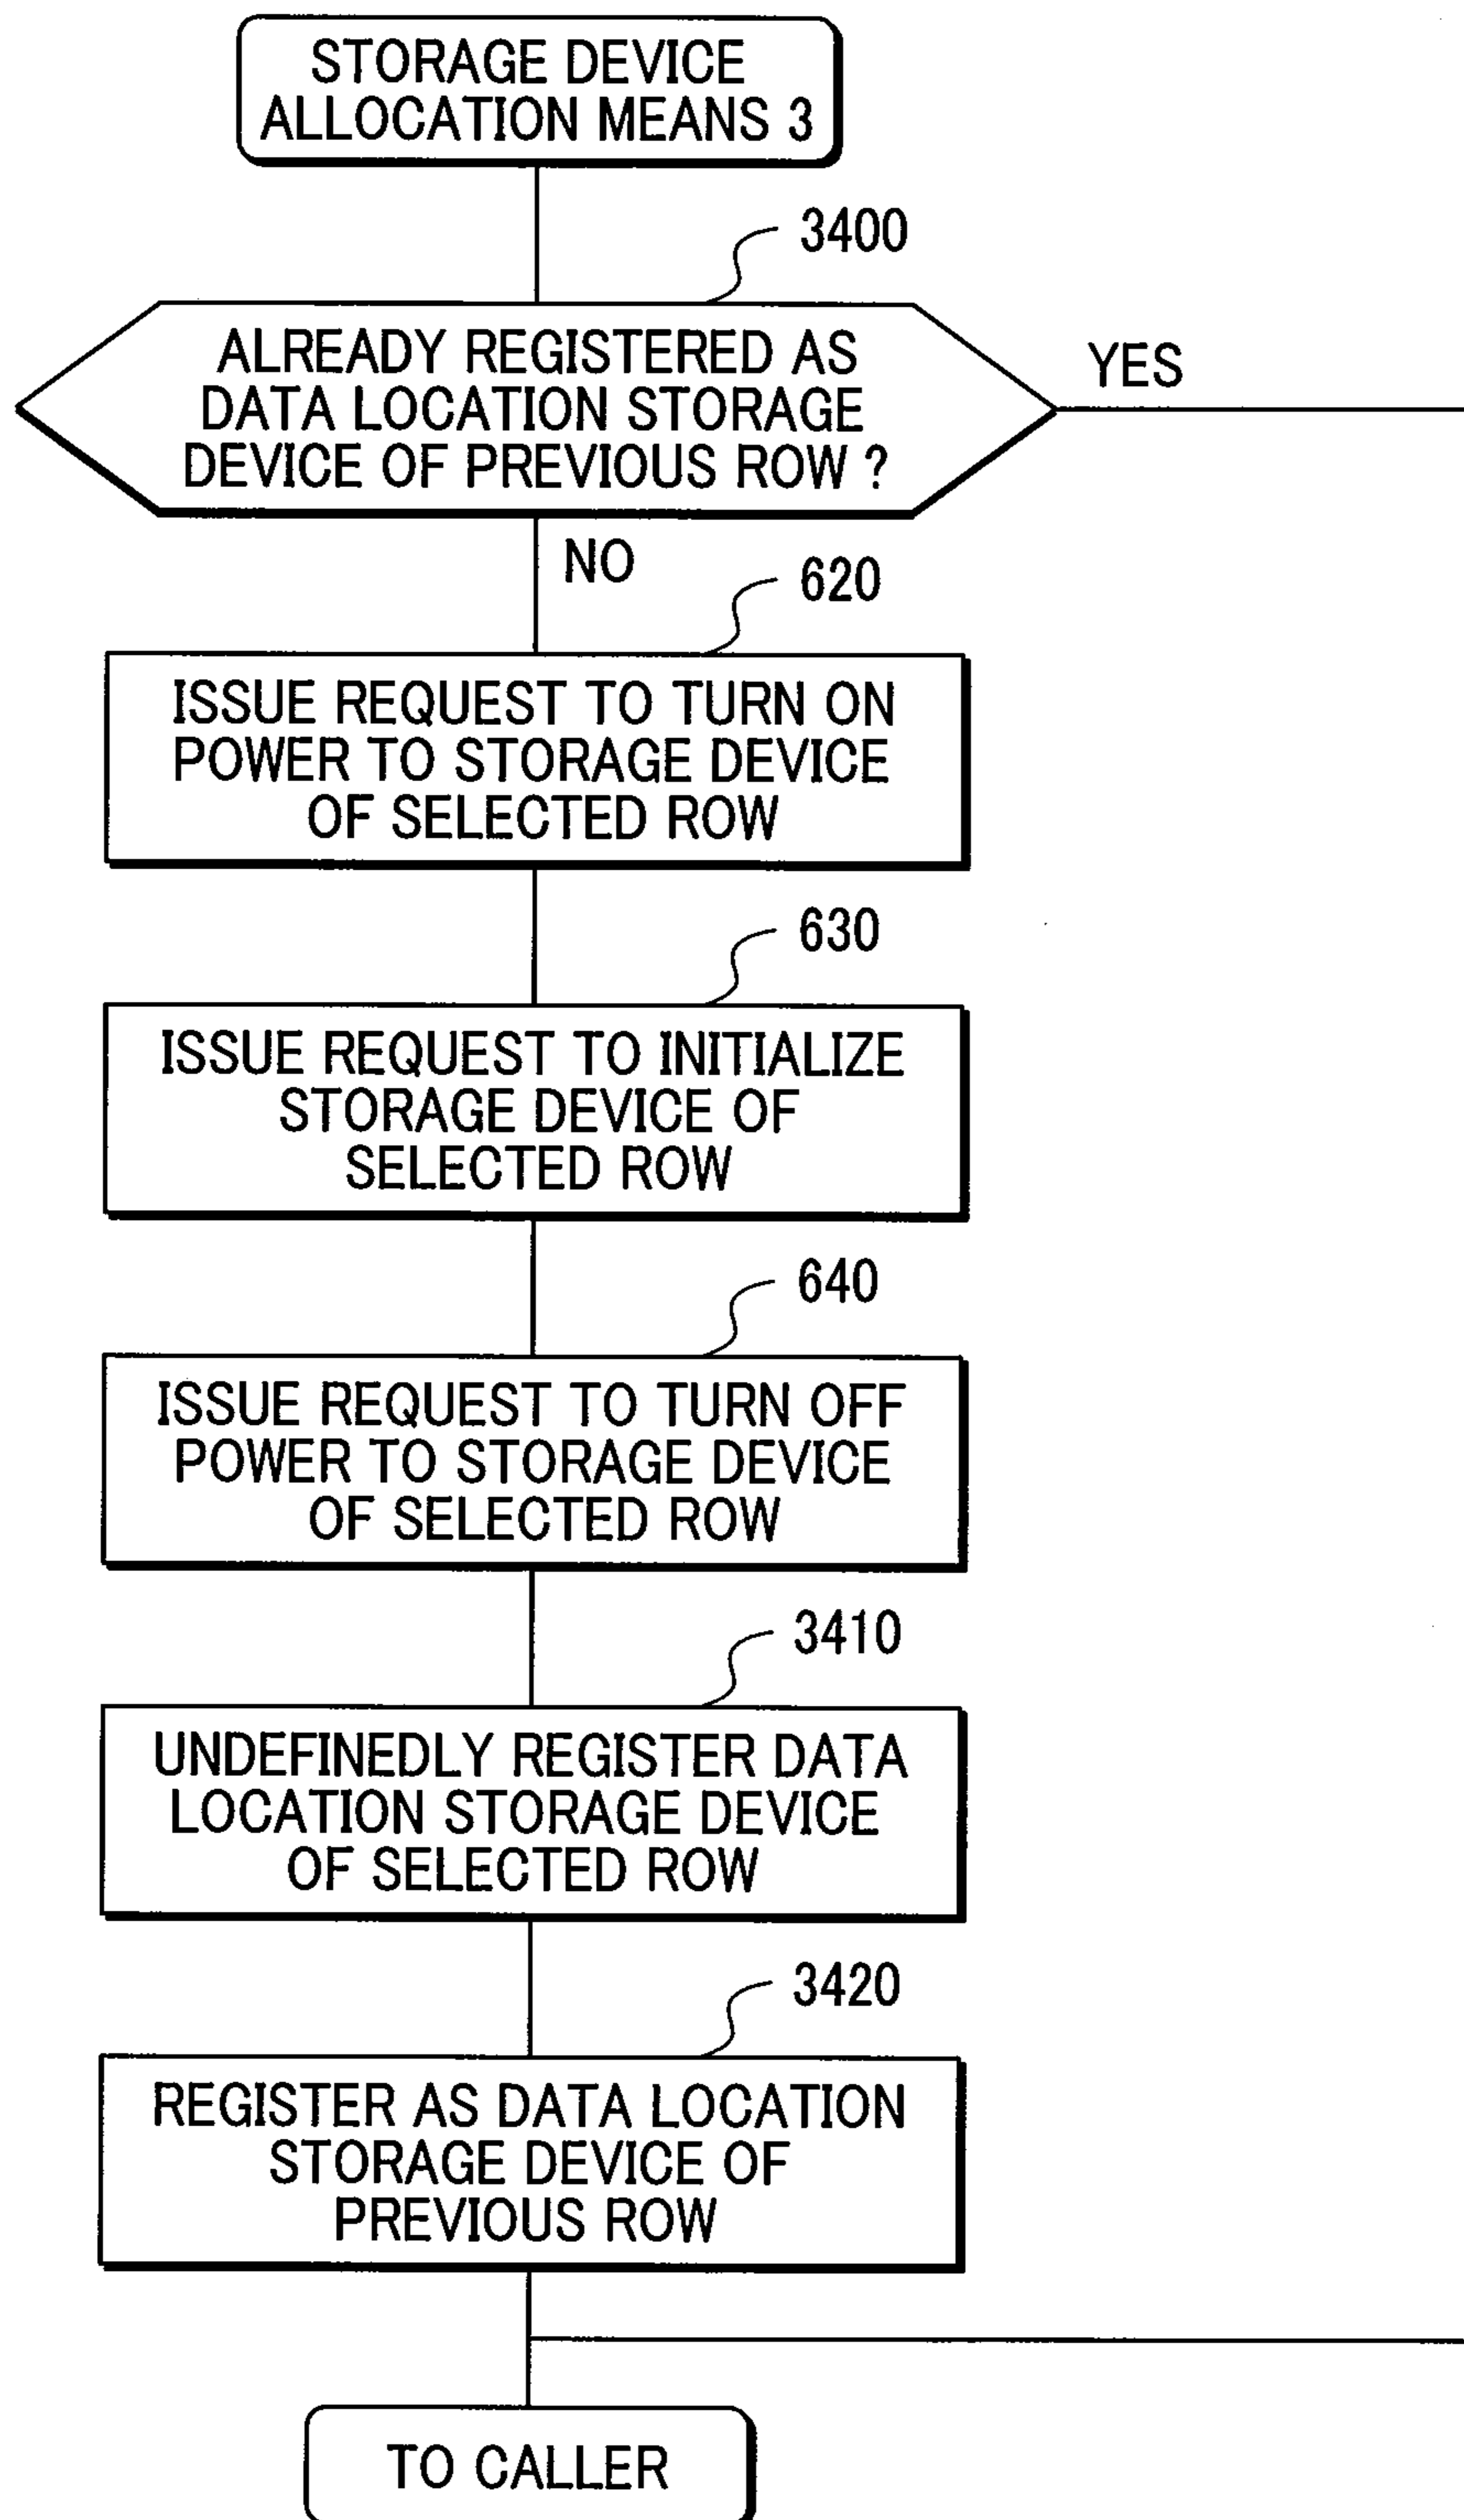 STORAGE DEVICE
ALLOCATION MEANS 3
3400
ALREADY REGISTERED AS
DATA LOCATION STORAGE
DEVICE OF PREVIOUS ROW ?
YES
NO
620
ISSUE REQUEST TO TURN ON
POWER TO STORAGE DEVICE
OF SELECTED ROW
630
ISSUE REQUEST TO INITIALIZE
STORAGE DEVICE OF
SELECTED ROW
640
ISSUE REQUEST TO TURN OFF
POWER TO STORAGE DEVICE
OF SELECTED ROW
3410
UNDEFINEDLY REGISTER DATA
LOCATION STORAGE DEVICE
OF SELECTED ROW
3420
REGISTER AS DATA LOCATION
STORAGE DEVICE OF
PREVIOUS ROW
TO CALLER